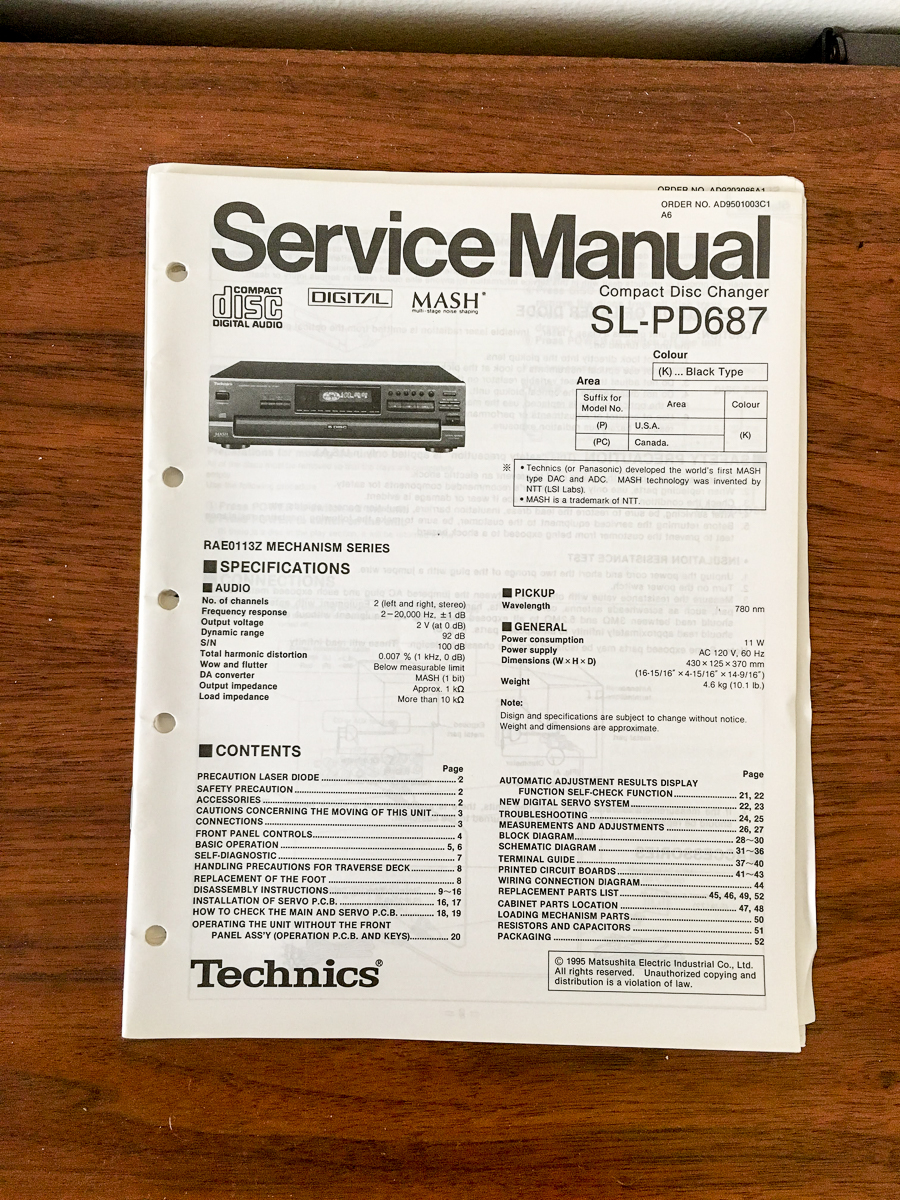 ORDER NO. AD9203086A1
ORDER NO. AD9501003C1
A6
Service Manual
COMPACT
disc
DIGITAL AUDIO
DIGITAL
MASH*
multi-stage noise shaping
Compact Disc Changer
SL-PD687
Colour
(K) ... Black Type
Area
Suffix for Model No. Area Colour
(P) U.S.A. (K)
(PC) Canada.
Technics
5 DISC
MASH
※ • Technics (or Panasonic) developed the world's first MASH
type DAC and ADC. MASH technology was invented by
NTT (LSI Labs).
• MASH is a trademark of NTT.
RAE0113Z MECHANISM SERIES
■ SPECIFICATIONS
■ AUDIO
No. of channels 2 (left and right, stereo)
Frequency response 2–20,000 Hz, ±1 dB
Output voltage 2 V (at 0 dB)
Dynamic range 92 dB
S/N 100 dB
Total harmonic distortion 0.007 % (1 kHz, 0 dB)
Wow and flutter Below measurable limit
DA converter MASH (1 bit)
Output impedance Approx. 1 kΩ
Load impedance More than 10 kΩ
■ PICKUP
Wavelength 780 nm
■ GENERAL
Power consumption 11 W
Power supply AC 120 V, 60 Hz
Dimensions (W×H×D) 430×125×370 mm
(16-15/16″×4-15/16″×14-9/16″)
Weight 4.6 kg (10.1 lb.)
Note:
Disign and specifications are subject to change without notice.
Weight and dimensions are approximate.
■ CONTENTS
Page
PRECAUTION LASER DIODE 2
SAFETY PRECAUTION 2
ACCESSORIES 2
CAUTIONS CONCERNING THE MOVING OF THIS UNIT 3
CONNECTIONS 3
FRONT PANEL CONTROLS 4
BASIC OPERATION 5, 6
SELF-DIAGNOSTIC 7
HANDLING PRECAUTIONS FOR TRAVERSE DECK 8
REPLACEMENT OF THE FOOT 8
DISASSEMBLY INSTRUCTIONS 9~16
INSTALLATION OF SERVO P.C.B. 16, 17
HOW TO CHECK THE MAIN AND SERVO P.C.B. 18, 19
OPERATING THE UNIT WITHOUT THE FRONT
PANEL ASS'Y (OPERATION P.C.B. AND KEYS) 20
Page
AUTOMATIC ADJUSTMENT RESULTS DISPLAY
FUNCTION SELF-CHECK FUNCTION 21, 22
NEW DIGITAL SERVO SYSTEM 22, 23
TROUBLESHOOTING 24, 25
MEASUREMENTS AND ADJUSTMENTS 26, 27
BLOCK DIAGRAM 28~30
SCHEMATIC DIAGRAM 31~36
TERMINAL GUIDE 37~40
PRINTED CIRCUIT BOARDS 41~43
WIRING CONNECTION DIAGRAM 44
REPLACEMENT PARTS LIST 45, 46, 49, 52
CABINET PARTS LOCATION 47, 48
LOADING MECHANISM PARTS 50
RESISTORS AND CAPACITORS 51
PACKAGING 52
Technics®
© 1995 Matsushita Electric Industrial Co., Ltd.
All rights reserved. Unauthorized copying and
distribution is a violation of law.